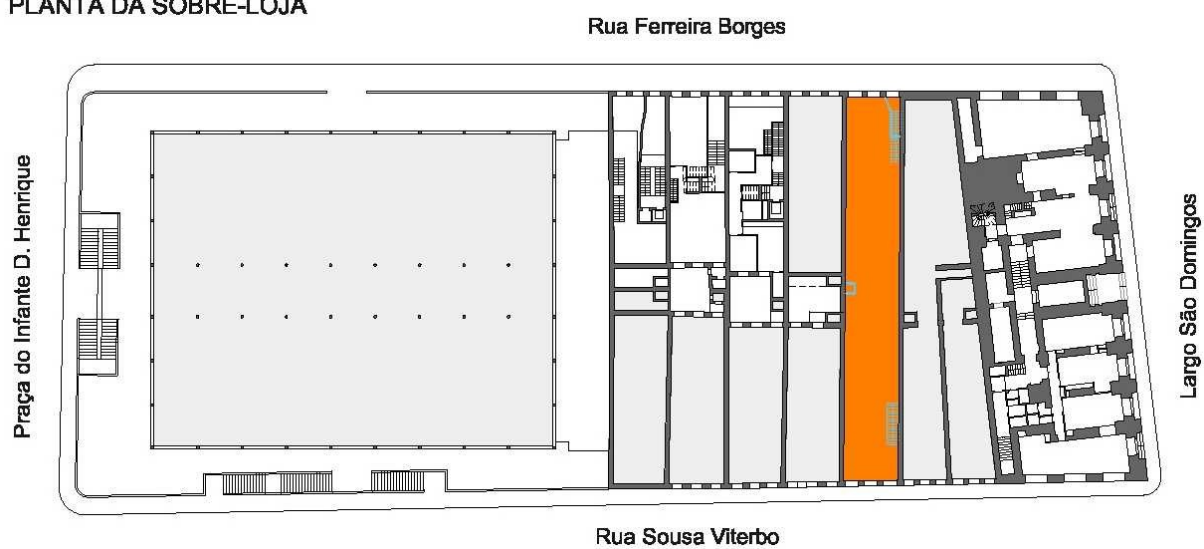 PLANTA DA SOBRE-LOJA
Rua Ferreira Borges
Praça do Infante D. Henrique
Largo São Domingos
Rua Sousa Viterbo